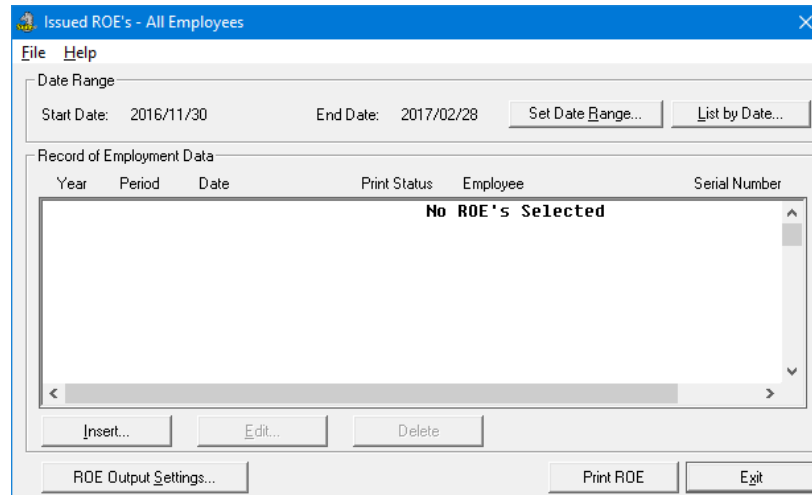 Issued ROE's - All Employees
File Help
Date Range
Start Date: 2016/11/30 End Date: 2017/02/28 Set Date Range... List by Date...
Record of Employment Data
Year Period Date Print Status Employee Serial Number
No ROE's Selected
Insert... Edit... Delete
ROE Output Settings... Print ROE Exit